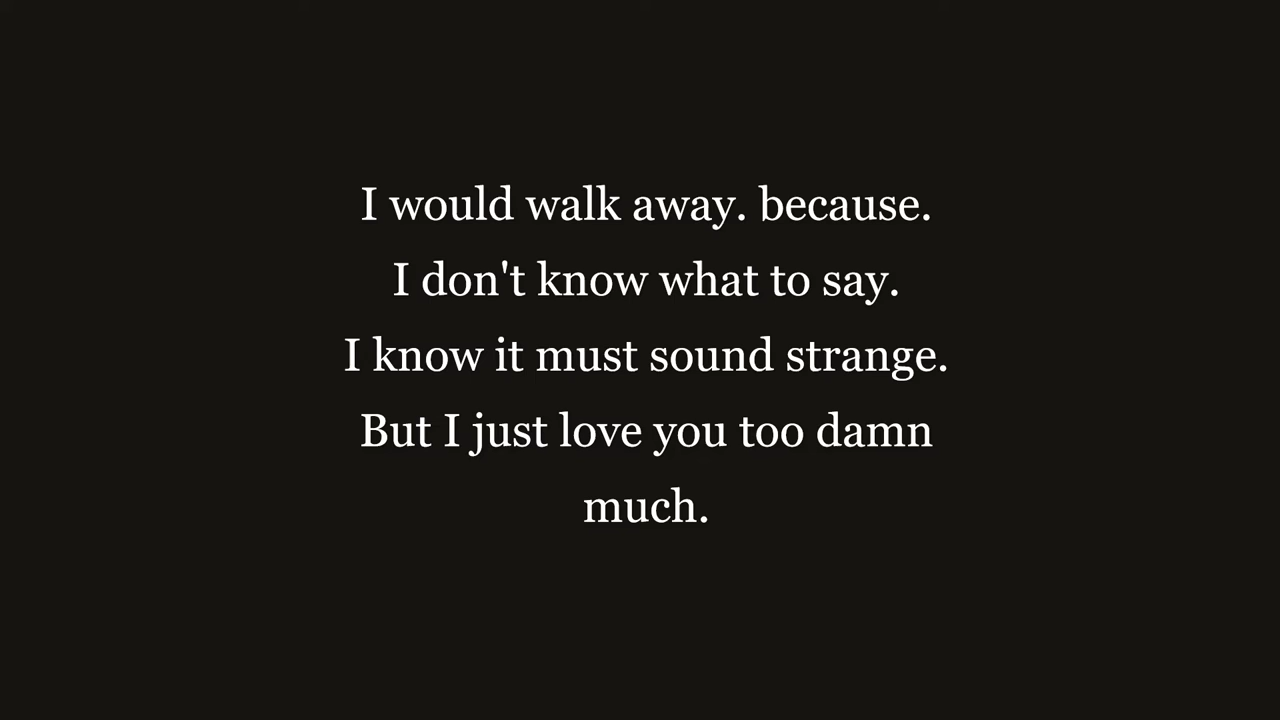 I would walk away. because.
I don't know what to say.
I know it must sound strange.
But I just love you too damn
much.